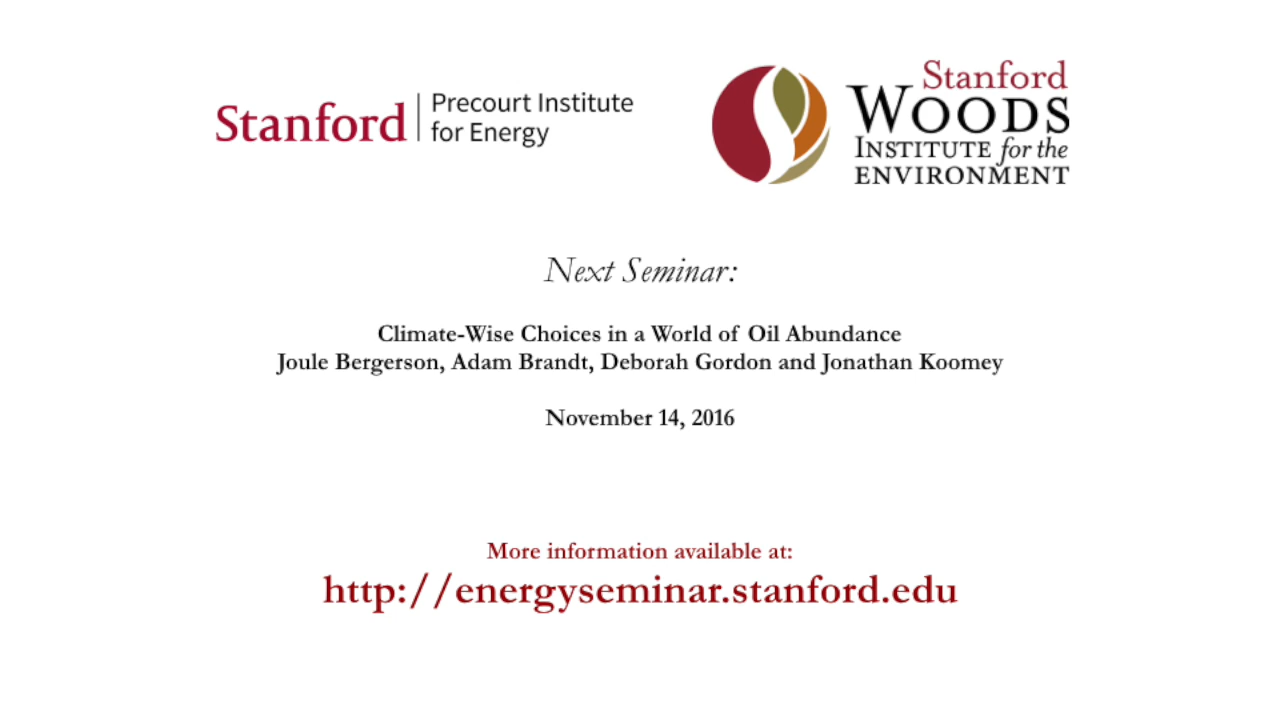 Stanford
Precourt Institute
for Energy
Stanford
WOODS
INSTITUTE for the
ENVIRONMENT
Next Seminar:
Climate-Wise Choices in a World of Oil Abundance
Joule Bergerson, Adam Brandt, Deborah Gordon and Jonathan Koomey
November 14, 2016
More information available at:
http://energyseminar.stanford.edu